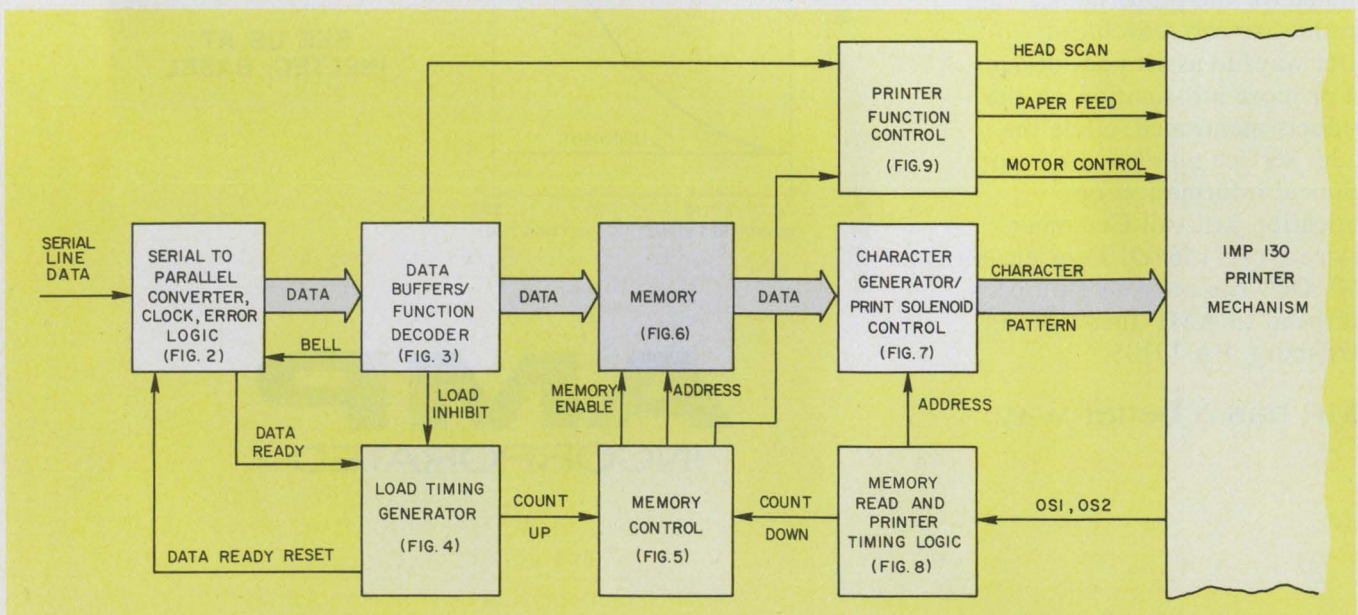 HEAD SCAN
PRINTER
FUNCTION
CONTROL
(FIG.9)
PAPER FEED
MOTOR CONTROL
SERIAL
LINE
DATA
SERIAL TO
PARALLEL
CONVERTER,
CLOCK, ERROR
LOGIC
(FIG. 2)
DATA
DATA
BUFFERS/
FUNCTION
DECODER
(FIG. 3)
DATA
MEMORY
(FIG.6)
DATA
CHARACTER
GENERATOR/
PRINT SOLENOID
CONTROL
(FIG. 7)
CHARACTER
PATTERN
IMP 130
PRINTER
MECHANISM
BELL
LOAD
INHIBIT
MEMORY
ENABLE
ADDRESS
ADDRESS
DATA
READY
LOAD TIMING
GENERATOR
(FIG. 4)
COUNT
UP
MEMORY
CONTROL
(FIG.5)
COUNT
DOWN
MEMORY
READ AND
PRINTER
TIMING LOGIC
(FIG. 8)
OS1, OS2
DATA READY RESET